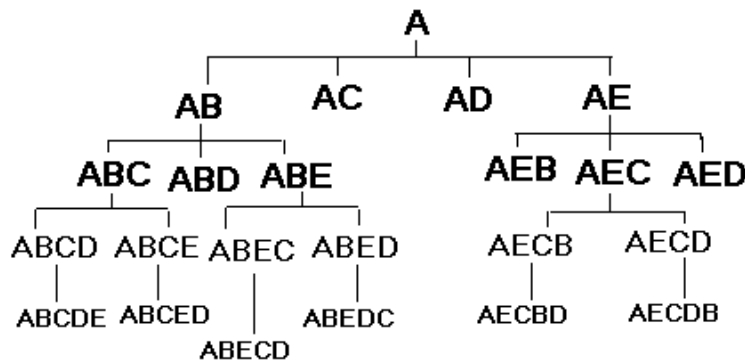 A
AB AC AD AE
ABC ABD ABE AEB AEC AED
ABCD ABCE ABEC ABED AECB AECD
ABCDE ABCED ABECD ABEDC AECBD AECDB